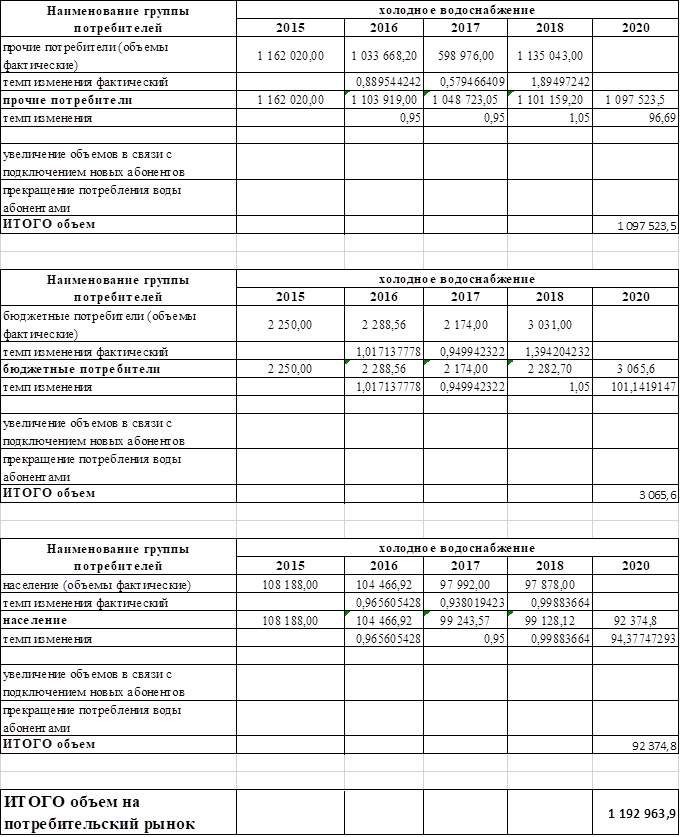 Наименование группы потребителей холодное водоснабжение
2015 2016 2017 2018 2020
прочие потребители (объемы фактические) 1 162 020,00 1 033 668,20 598 976,00 1 135 043,00
темп изменения фактический 0,889544242 0,579466409 1,89497242
прочие потребители 1 162 020,00 1 103 919,00 1 048 723,05 1 101 159,20 1 097 523,5
темп изменения 0,95 0,95 1,05 96,69
увеличение объемов в связи с
подключением новых абонентов
прекращение потребления воды
абонентами
ИТОГО объем 1 097 523,5
Наименование группы потребителей холодное водоснабжение
2015 2016 2017 2018 2020
бюджетные потребители (объемы фактические) 2 250,00 2 288,56 2 174,00 3 031,00
темп изменения фактический 1,017137778 0,949942322 1,394204232
бюджетные потребители 2 250,00 2 288,56 2 174,00 2 282,70 3 065,6
темп изменения 1,017137778 0,949942322 1,05 101,1419147
увеличение объемов в связи с
подключением новых абонентов
прекращение потребления воды
абонентами
ИТОГО объем 3 065,6
Наименование группы потребителей холодное водоснабжение
2015 2016 2017 2018 2020
население (объемы фактические) 108 188,00 104 466,92 97 992,00 97 878,00
темп изменения фактический 0,965605428 0,938019423 0,99883664
население 108 188,00 104 466,92 99 243,57 99 128,12 92 374,8
темп изменения 0,965605428 0,95 0,99883664 94,37747293
увеличение объемов в связи с
подключением новых абонентов
прекращение потребления воды
абонентами
ИТОГО объем 92 374,8
ИТОГО объем на
потребительский рынок 1 192 963,9